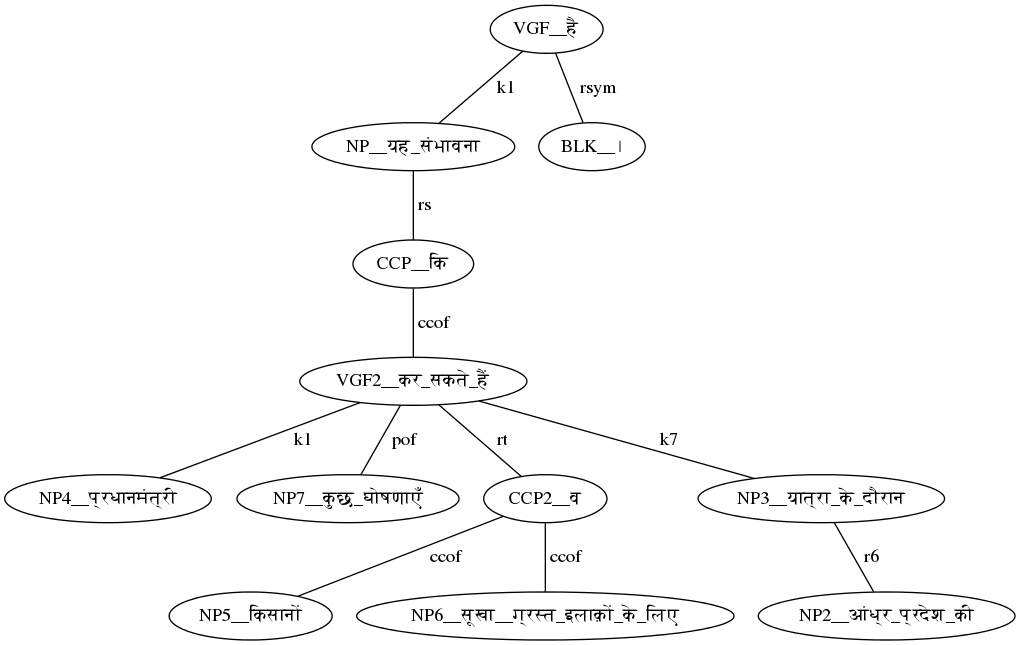 VGF__है
k1 rsym
NP__यह_संभावना BLK__।
rs
CCP__कि
ccof
VGF2__कर_सकते_हैं
k1 pof rt k7
NP4__प्रधानमंत्री NP7__कुछ_घोषणाएँ CCP2__व NP3__यात्रा_के_दौरान
ccof ccof r6
NP5__किसानों NP6__सूखा__ग्रस्त_इलाक़ों_के_लिए NP2__आंध्र_प्रदेश_की